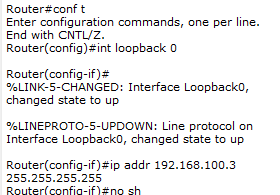 Router#conf t
Enter configuration commands, one per line.
End with CNTL/Z.
Router(config)#int loopback 0
Router(config-if)#
%LINK-5-CHANGED: Interface Loopback0,
changed state to up
%LINEPROTO-5-UPDOWN: Line protocol on
Interface Loopback0, changed state to up
Router(config-if)#ip addr 192.168.100.3
255.255.255.255
Router(config-if)#no sh